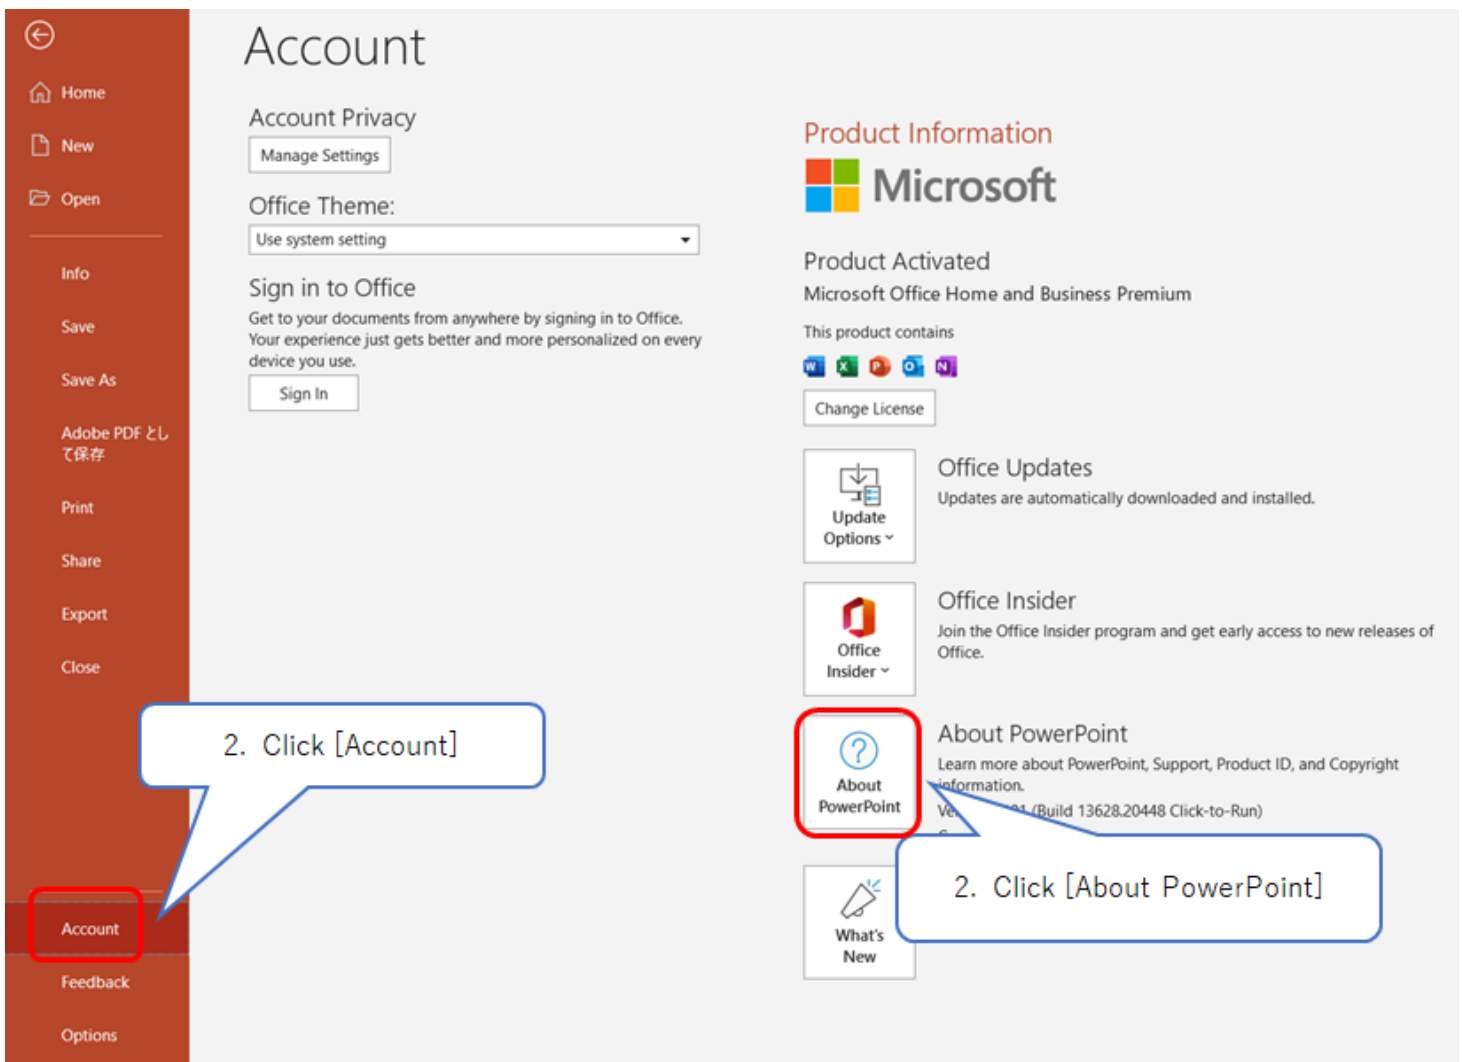 Account
Home
New
Open
Info
Save
Save As
Adobe PDF とし
て保存
Print
Share
Export
Close
Account
Feedback
Options
Account Privacy
Manage Settings
Office Theme:
Use system setting
Sign in to Office
Get to your documents from anywhere by signing in to Office.
Your experience just gets better and more personalized on every
device you use.
Sign In
2. Click [Account]
Product Information
Microsoft
Product Activated
Microsoft Office Home and Business Premium
This product contains
Change License
Update
Options
Office Updates
Updates are automatically downloaded and installed.
Office
Insider
Office Insider
Join the Office Insider program and get early access to new releases of
Office.
About
PowerPoint
About PowerPoint
Learn more about PowerPoint, Support, Product ID, and Copyright
information.
(Build 13628.20448 Click-to-Run)
2. Click [About PowerPoint]
What's
New